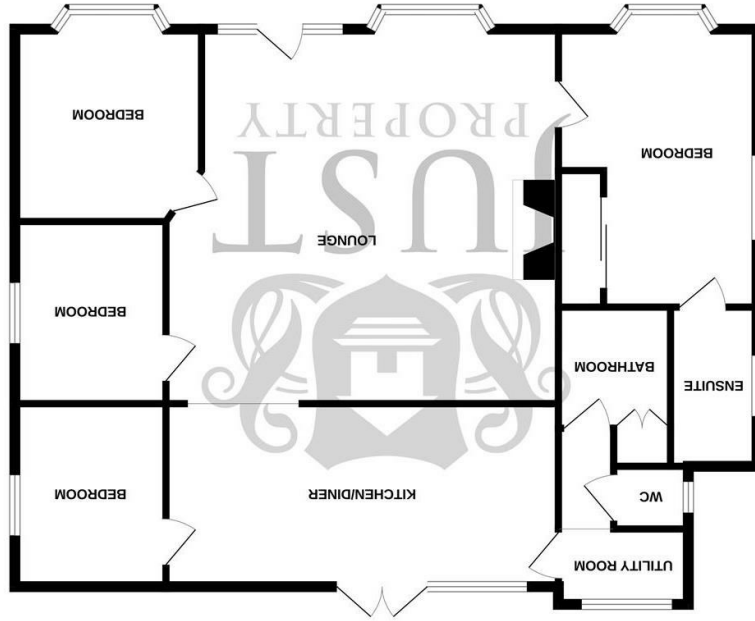 UTILITY ROOM
WC
KITCHEN/DINER
BEDROOM
ENSUITE
BATHROOM
BEDROOM
LOUNGE
JUST
PROPERTY
BEDROOM
BEDROOM